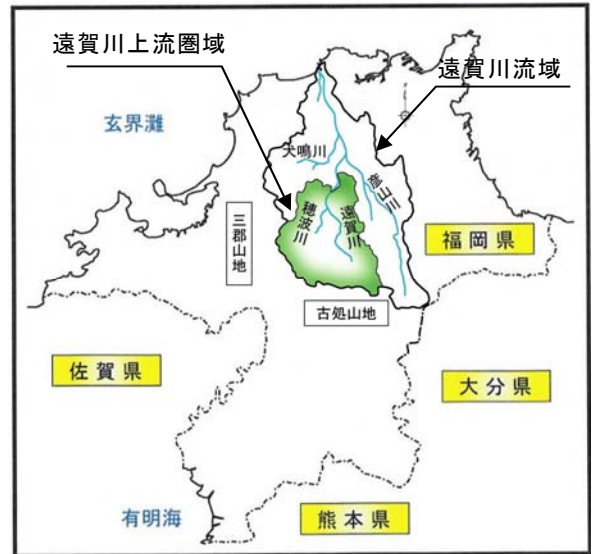 遠賀川上流圏域
遠賀川流域
玄界灘
犬鳴川
彦山川
穂波川
遠賀川
三郡山地
福岡県
古処山地
佐賀県
大分県
有明海
熊本県